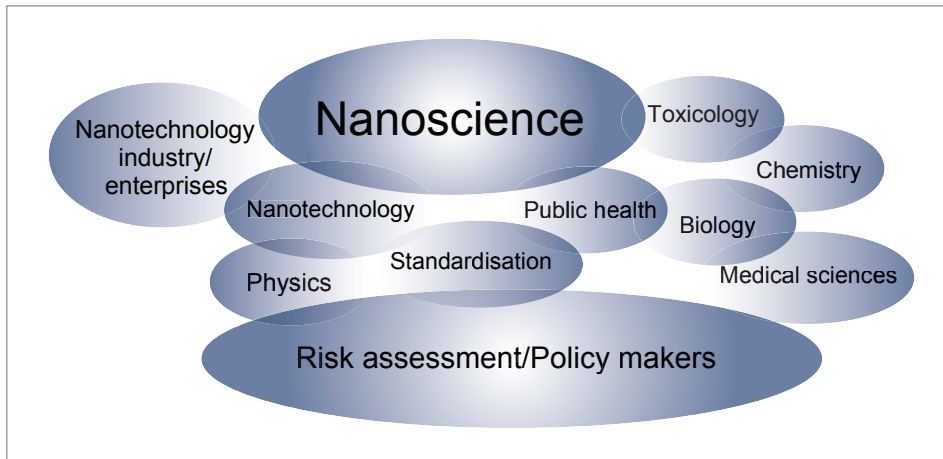 Nanoscience
Toxicology
Nanotechnology
industry/
enterprises
Chemistry
Nanotechnology
Public health
Biology
Standardisation
Physics
Medical sciences
Risk assessment/Policy makers